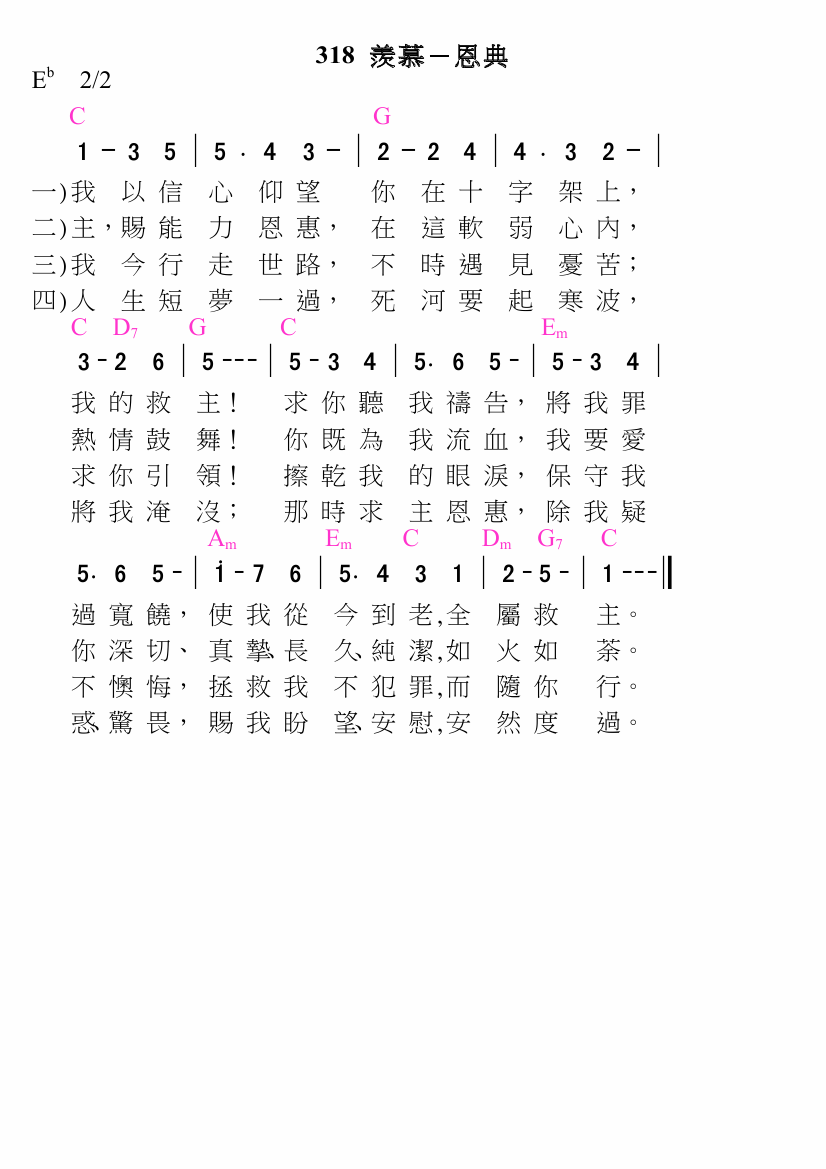 318 羨慕－恩典
E♭ 2/2
C G
1 － 3 5 | 5 . 4 3 － | 2 － 2 4 | 4 . 3 2 － |
一)我 以 信 心 仰 望 你 在 十 字 架 上，
二)主，賜 能 力 恩 惠， 在 這 軟 弱 心 內，
三)我 今 行 走 世 路， 不 時 遇 見 憂 苦；
四)人 生 短 夢 一 過， 死 河 要 起 寒 波，
C D7 G C Em
3 - 2 6 | 5 --- | 5 - 3 4 | 5. 6 5 - | 5 - 3 4 |
我 的 救 主！ 求 你 聽 我 禱 告， 將 我 罪
熱 情 鼓 舞！ 你 既 為 我 流 血， 我 要 愛
求 你 引 領！ 擦 乾 我 的 眼 淚， 保 守 我
將 我 淹 沒； 那 時 求 主 恩 惠， 除 我 疑
Am Em C Dm G7 C
5. 6 5 - | 1̇ - 7 6 | 5. 4 3 1 | 2 - 5 - | 1 --- ‖
過 寬 饒， 使 我 從 今 到 老,全 屬 救 主。
你 深 切、 真 摯、長 久、純 潔,如 火 如 荼。
不 懊 悔， 拯 救 我 不 犯 罪,而 隨 你 行。
惑、驚 畏， 賜 我 盼 望、安 慰,安 然 度 過。